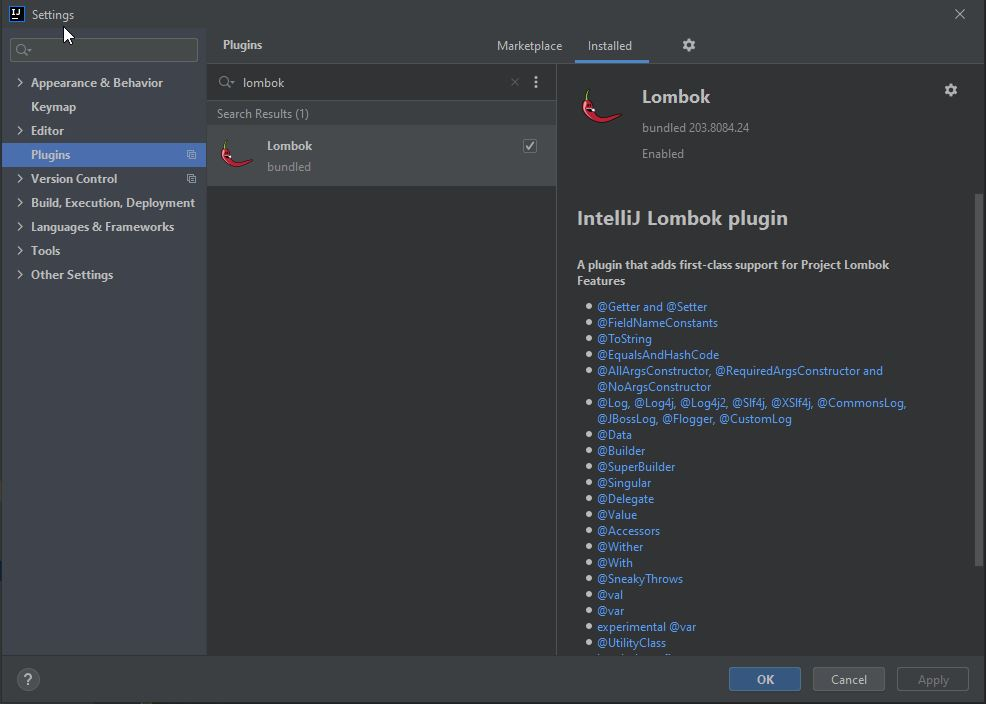 IJ
Settings
Plugins
Marketplace
Installed
Appearance & Behavior
Keymap
Editor
Plugins
Version Control
Build, Execution, Deployment
Languages & Frameworks
Tools
Other Settings
lombok
Search Results (1)
Lombok
bundled
Lombok
bundled 203.8084.24
Enabled
IntelliJ Lombok plugin
A plugin that adds first-class support for Project Lombok
Features
@Getter and @Setter
@FieldNameConstants
@ToString
@EqualsAndHashCode
@AllArgsConstructor, @RequiredArgsConstructor and
@NoArgsConstructor
@Log, @Log4j, @Log4j2, @Slf4j, @XSlf4j, @CommonsLog,
@JBossLog, @Flogger, @CustomLog
@Data
@Builder
@SuperBuilder
@Singular
@Delegate
@Value
@Accessors
@Wither
@With
@SneakyThrows
@val
@var
experimental @var
@UtilityClass
?
OK
Cancel
Apply